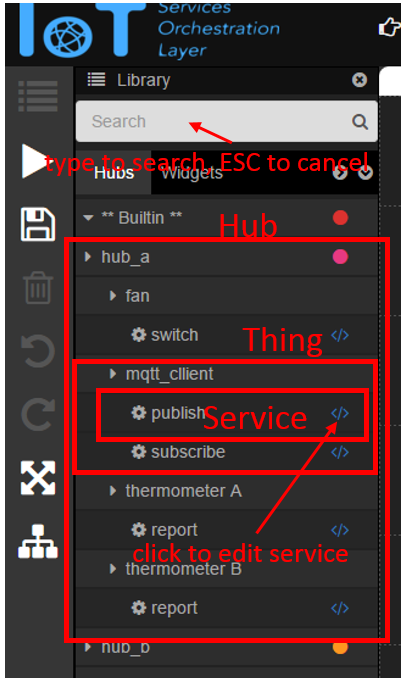 IoT
Services
Orchestration
Layer
Library
Search
type to search, ESC to cancel
Hubs
Widgets
** Builtin **
Hub
hub_a
fan
switch
Thing
mqtt_cllient
publish
Service
subscribe
thermometer A
report
click to edit service
thermometer B
report
hub_b